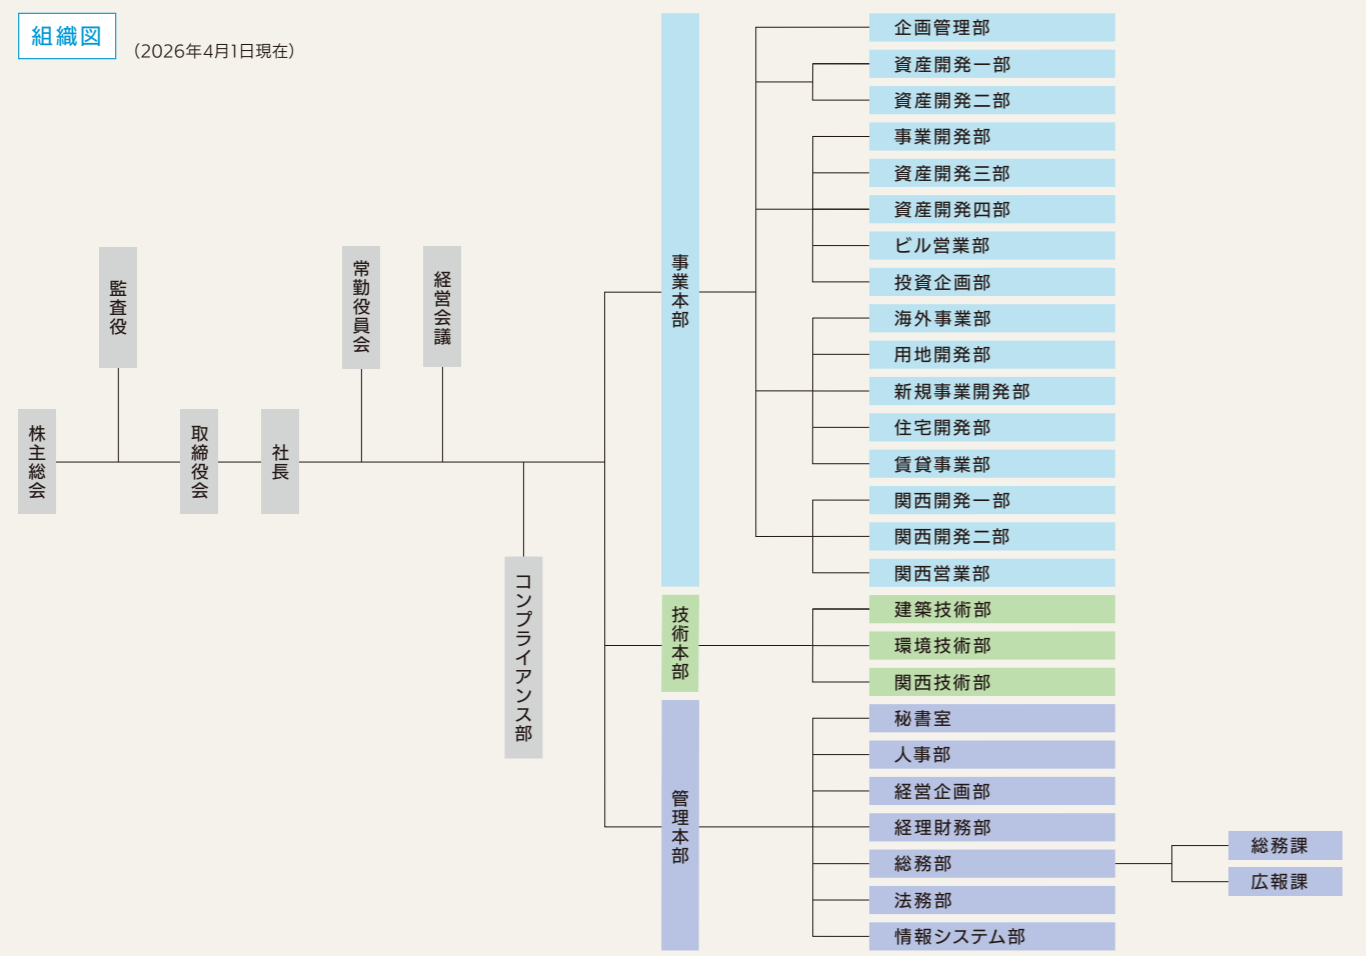 組織図
（2026年4月1日現在）
株主総会
監査役
取締役会
社長
常勤役員会
経営会議
コンプライアンス部
事業本部
企画管理部
資産開発一部
資産開発二部
事業開発部
資産開発三部
資産開発四部
ビル営業部
投資企画部
海外事業部
用地開発部
新規事業開発部
住宅開発部
賃貸事業部
関西開発一部
関西開発二部
関西営業部
技術本部
建築技術部
環境技術部
関西技術部
管理本部
秘書室
人事部
経営企画部
経理財務部
総務部
総務課
広報課
法務部
情報システム部